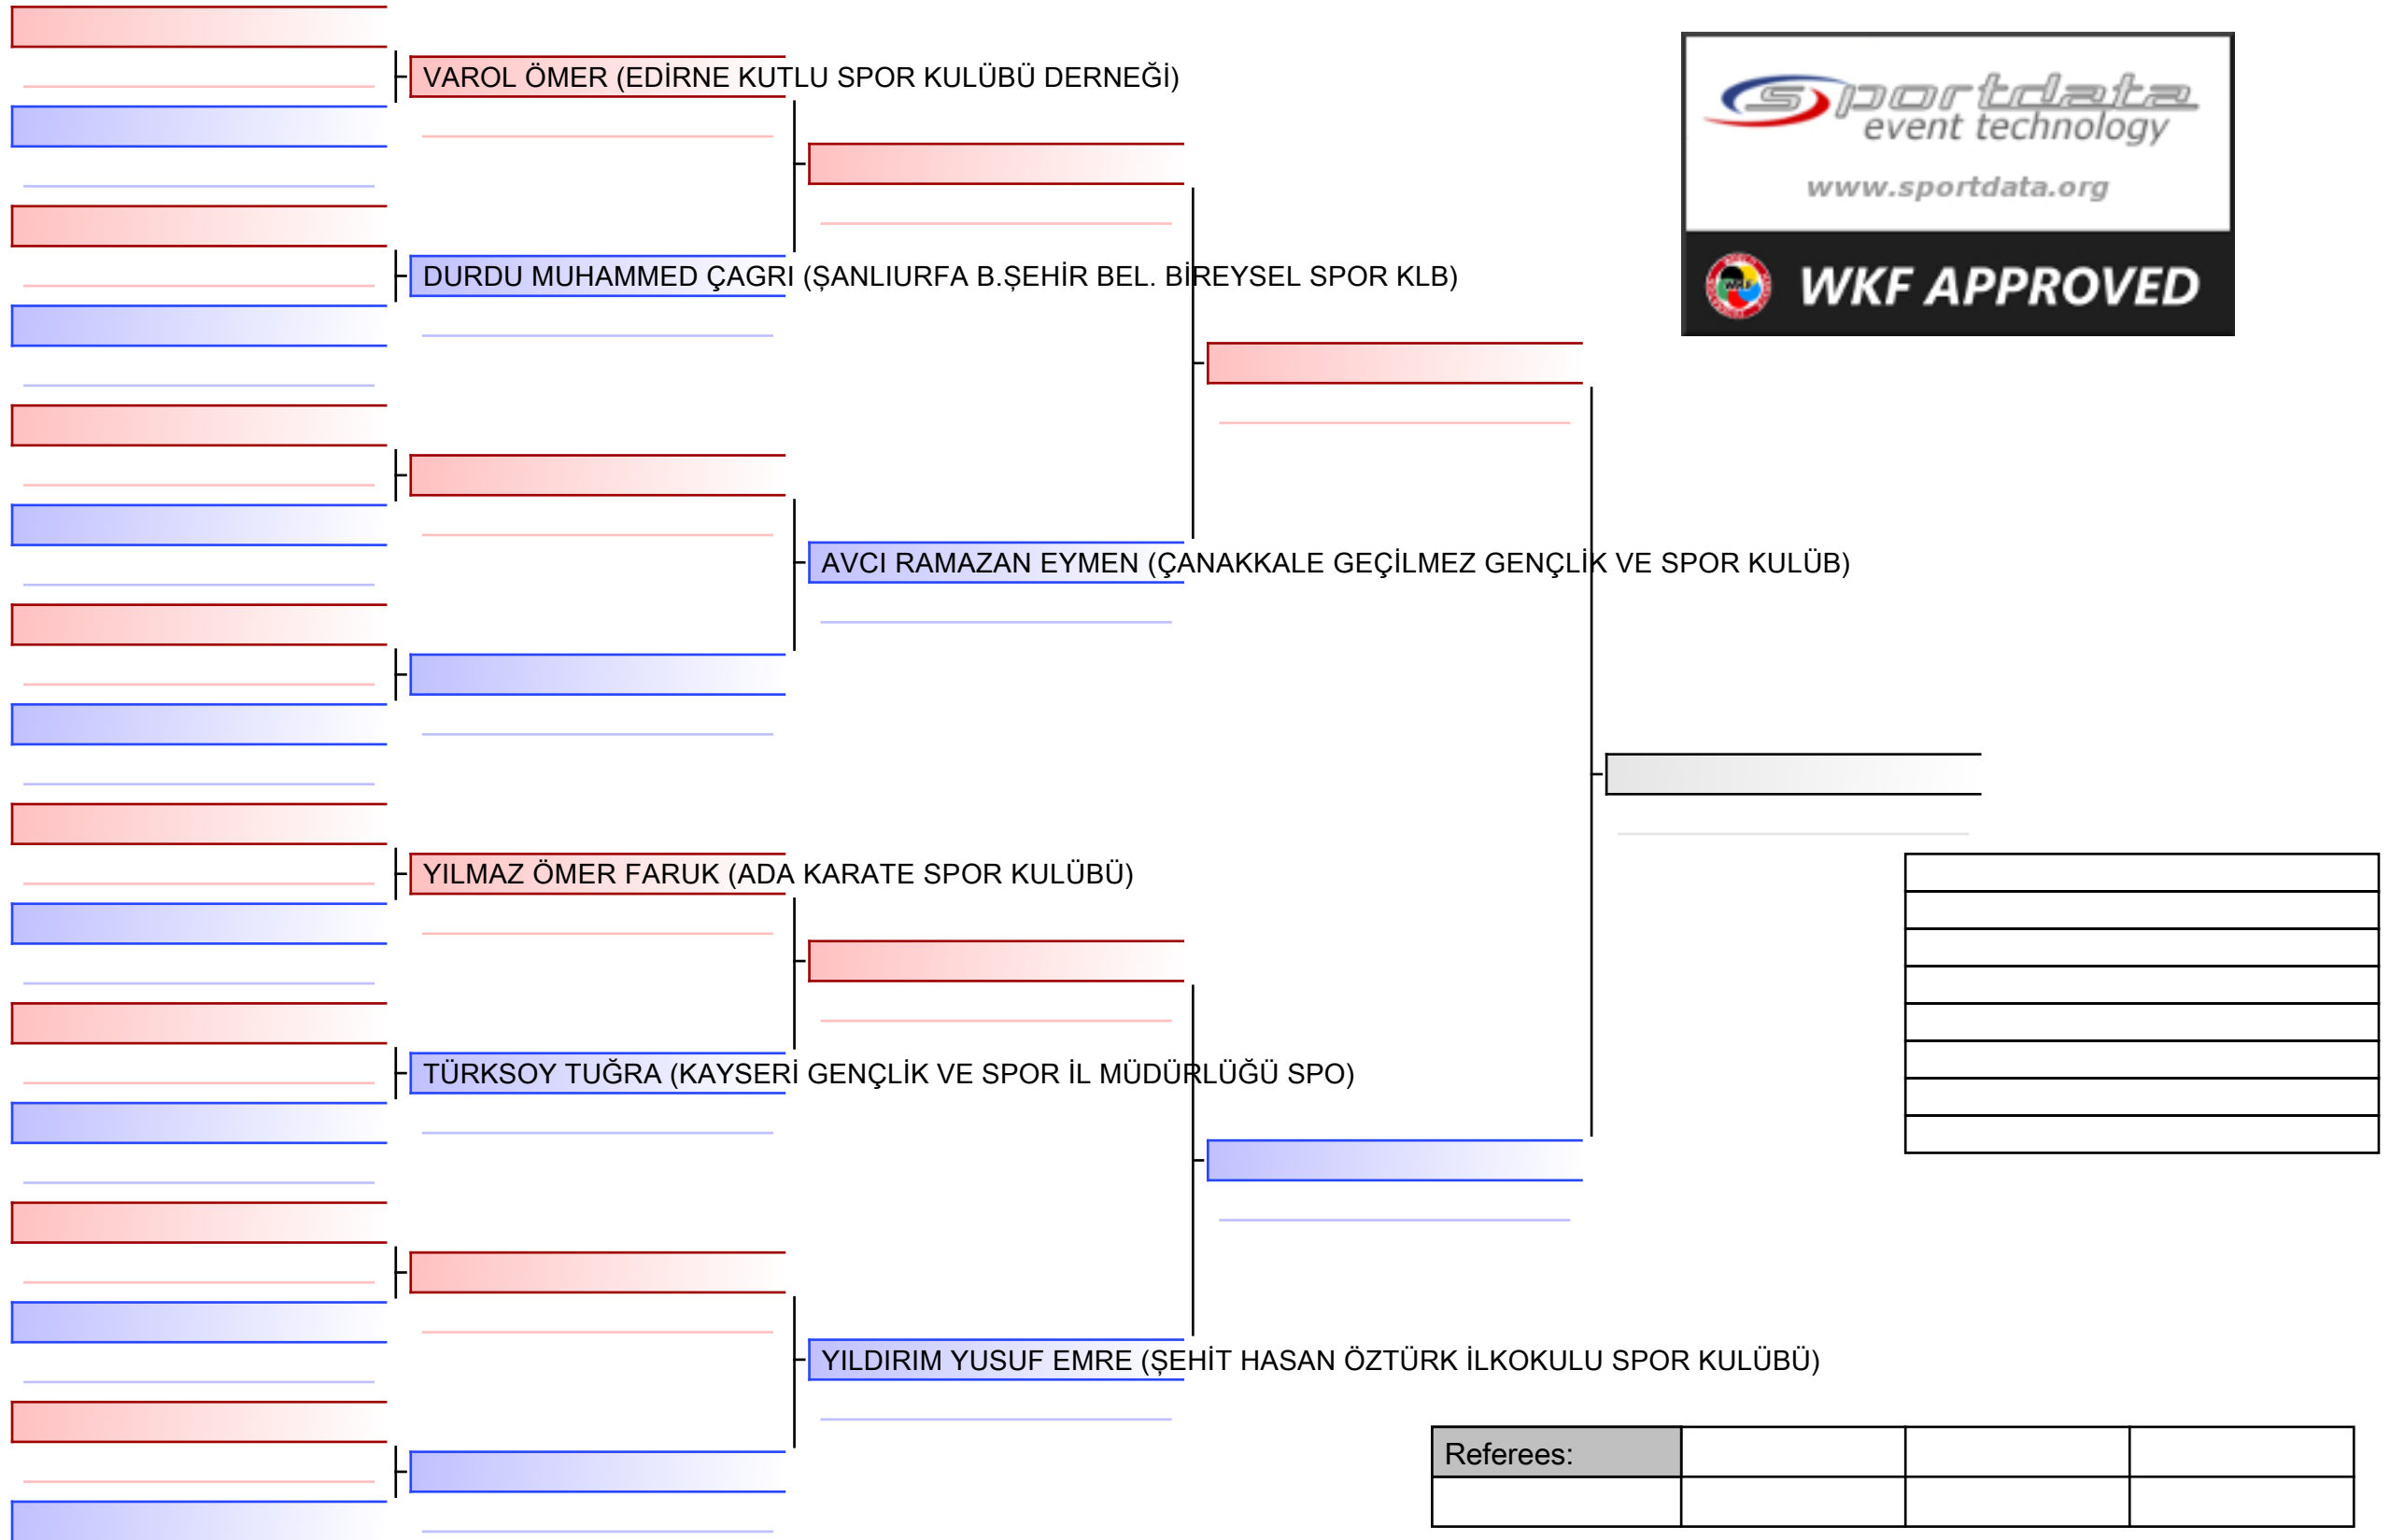 VAROL ÖMER (EDİRNE KUTLU SPOR KULÜBÜ DERNEĞİ)
sportdata
event technology
www.sportdata.org
DURDU MUHAMMED ÇAGRI (ŞANLIURFA B.ŞEHİR BEL. BİREYSEL SPOR KLB)
WKF APPROVED
AVCI RAMAZAN EYMEN (ÇANAKKALE GEÇİLMEZ GENÇLİK VE SPOR KULÜB)
YILMAZ ÖMER FARUK (ADA KARATE SPOR KULÜBÜ)
TÜRKSOY TUĞRA (KAYSERİ GENÇLİK VE SPOR İL MÜDÜRLÜĞÜ SPO)
YILDIRIM YUSUF EMRE (ŞEHİT HASAN ÖZTÜRK İLKOKULU SPOR KULÜBÜ)
Referees: